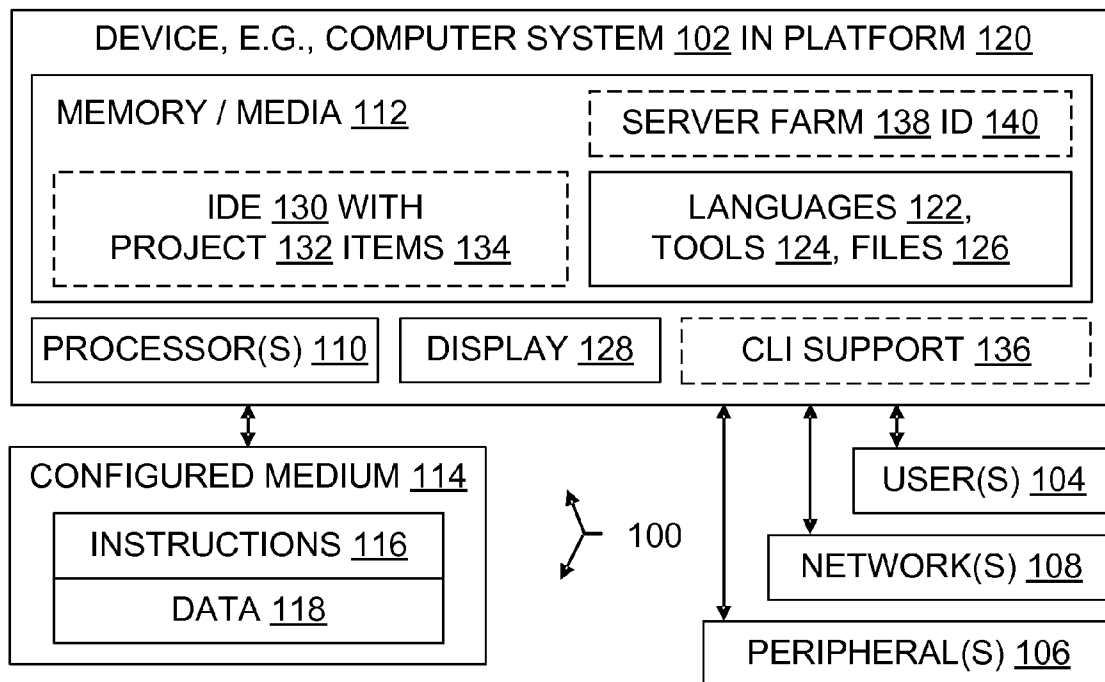 DEVICE, E.G., COMPUTER SYSTEM 102 IN PLATFORM 120
MEMORY / MEDIA 112
SERVER FARM 138 ID 140
IDE 130 WITH
PROJECT 132 ITEMS 134
LANGUAGES 122,
TOOLS 124, FILES 126
PROCESSOR(S) 110
DISPLAY 128
CLI SUPPORT 136
CONFIGURED MEDIUM 114
INSTRUCTIONS 116
DATA 118
100
USER(S) 104
NETWORK(S) 108
PERIPHERAL(S) 106